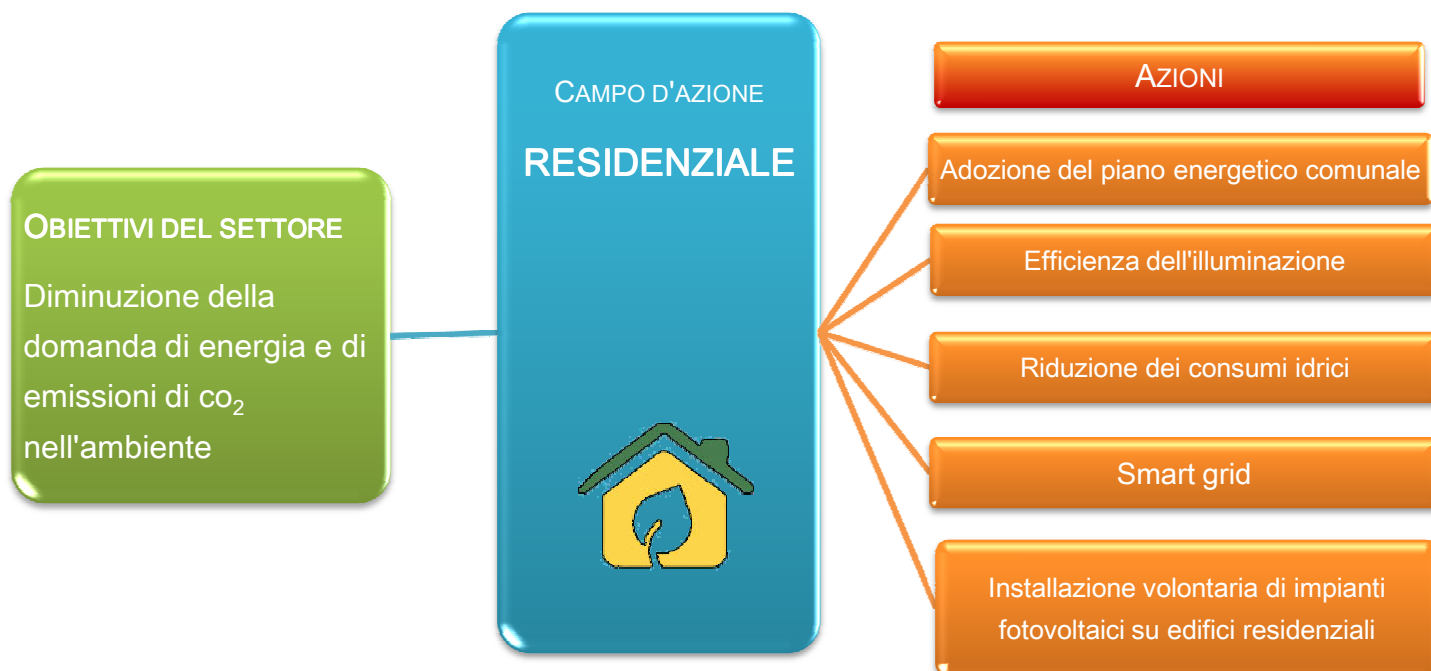 OBIETTIVI DEL SETTORE
Diminuzione della
domanda di energia e di
emissioni di co₂
nell'ambiente
CAMPO D'AZIONE
RESIDENZIALE
AZIONI
Adozione del piano energetico comunale
Efficienza dell'illuminazione
Riduzione dei consumi idrici
Smart grid
Installazione volontaria di impianti
fotovoltaici su edifici residenziali